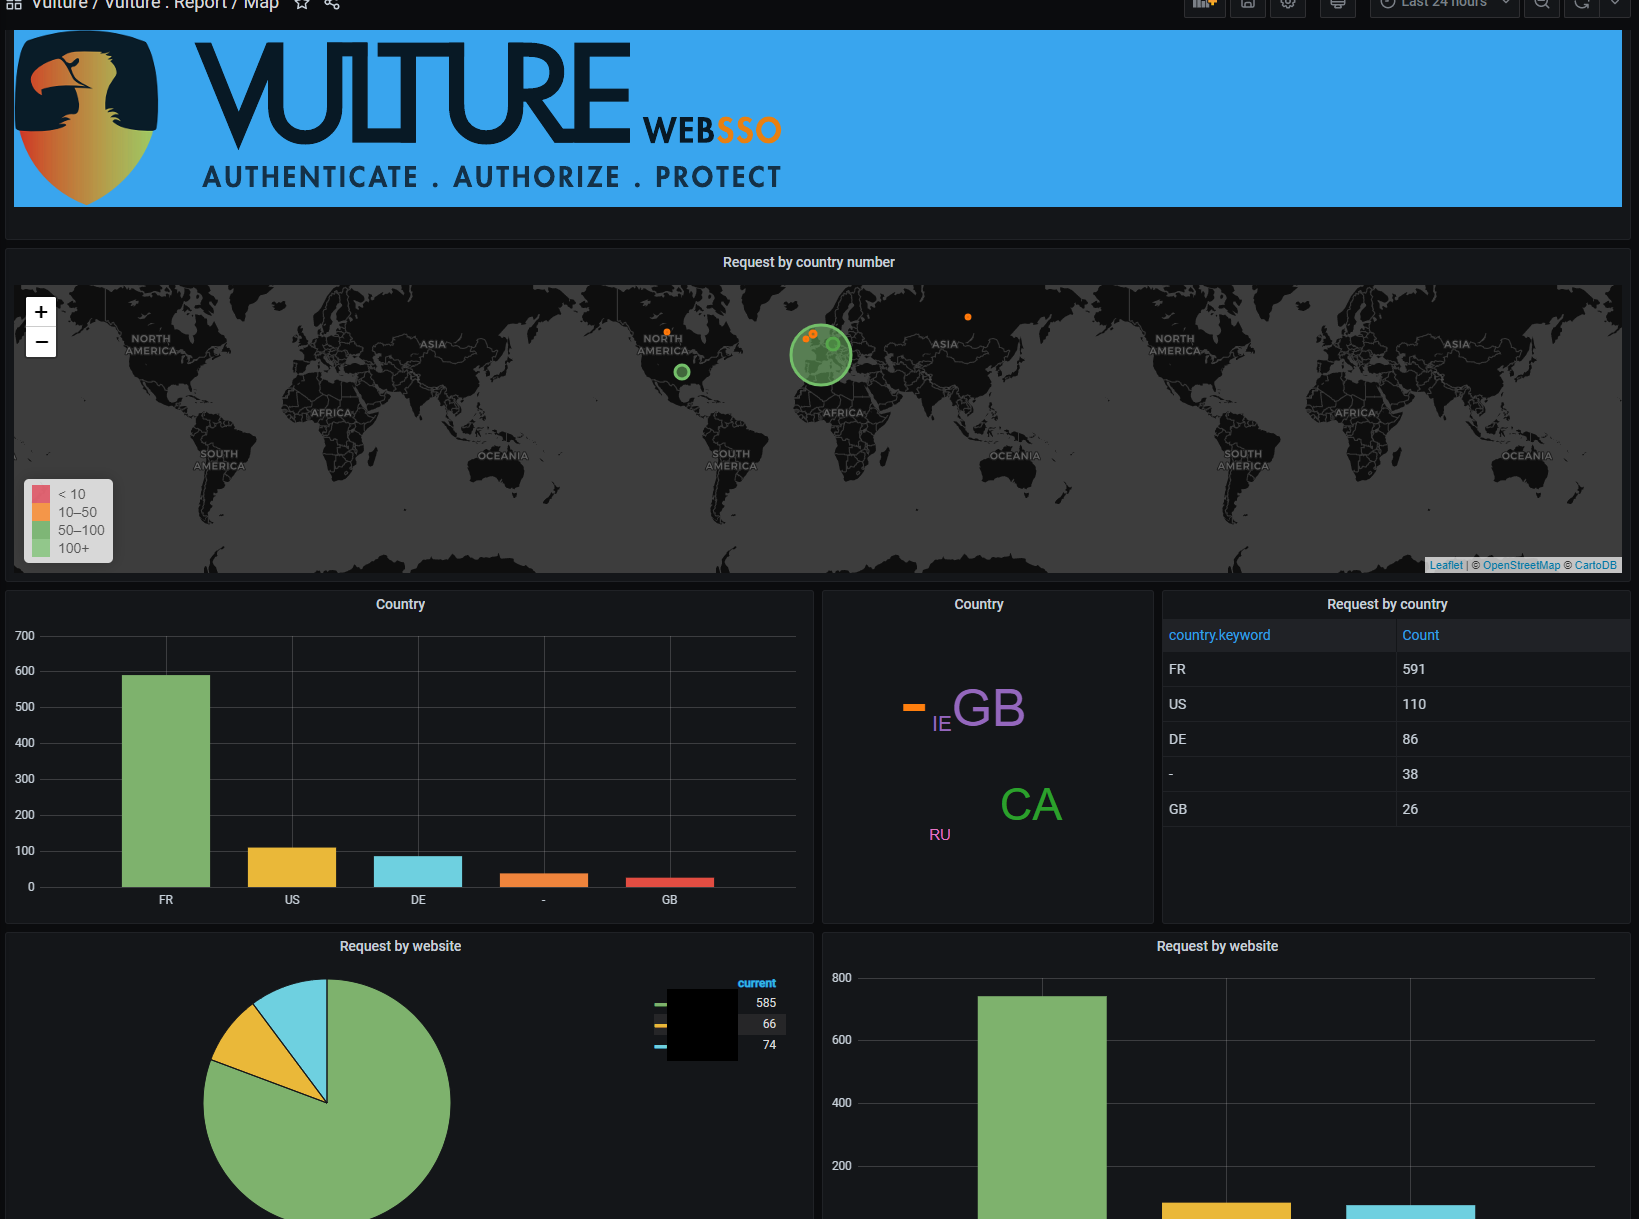 Vulture / Vulture : Report / Map
Last 24 hours
VULTURE WEBSSO
AUTHENTICATE . AUTHORIZE . PROTECT
Request by country number
+
−
NORTH AMERICA
ASIA
AFRICA
SOUTH AMERICA
OCEANIA
NORTH AMERICA
ASIA
AFRICA
SOUTH AMERICA
OCEANIA
NORTH AMERICA
ASIA
AFRICA
SOUTH AMERICA
OCEANIA
< 10
10–50
50–100
100+
Leaflet | © OpenStreetMap © CartoDB
Country
700
600
500
400
300
200
100
0
FR US DE - GB
Country
- IE GB
CA
RU
Request by country
country.keyword Count
FR 591
US 110
DE 86
- 38
GB 26
Request by website
current
585
66
74
Request by website
800
600
400
200